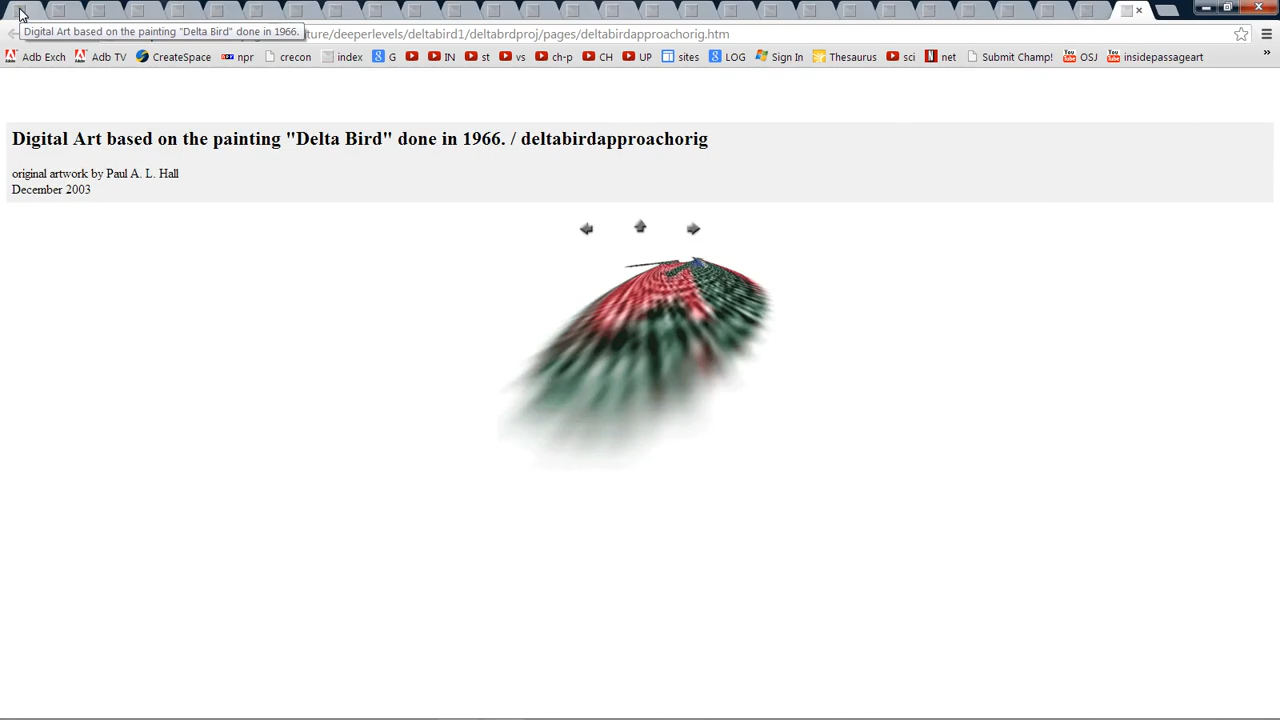 Digital Art based on the painting "Delta Bird" done in 1966.
ture/deeperlevels/deltabird1/deltabrdproj/pages/deltabirdapproachorig.htm
Adb Exch Adb TV CreateSpace npr crecon index G IN st vs ch-p CH UP sites LOG Sign In Thesaurus sci net Submit Champ! OSJ insidepassageart »
Digital Art based on the painting "Delta Bird" done in 1966. / deltabirdapproachorig
original artwork by Paul A. L. Hall
December 2003